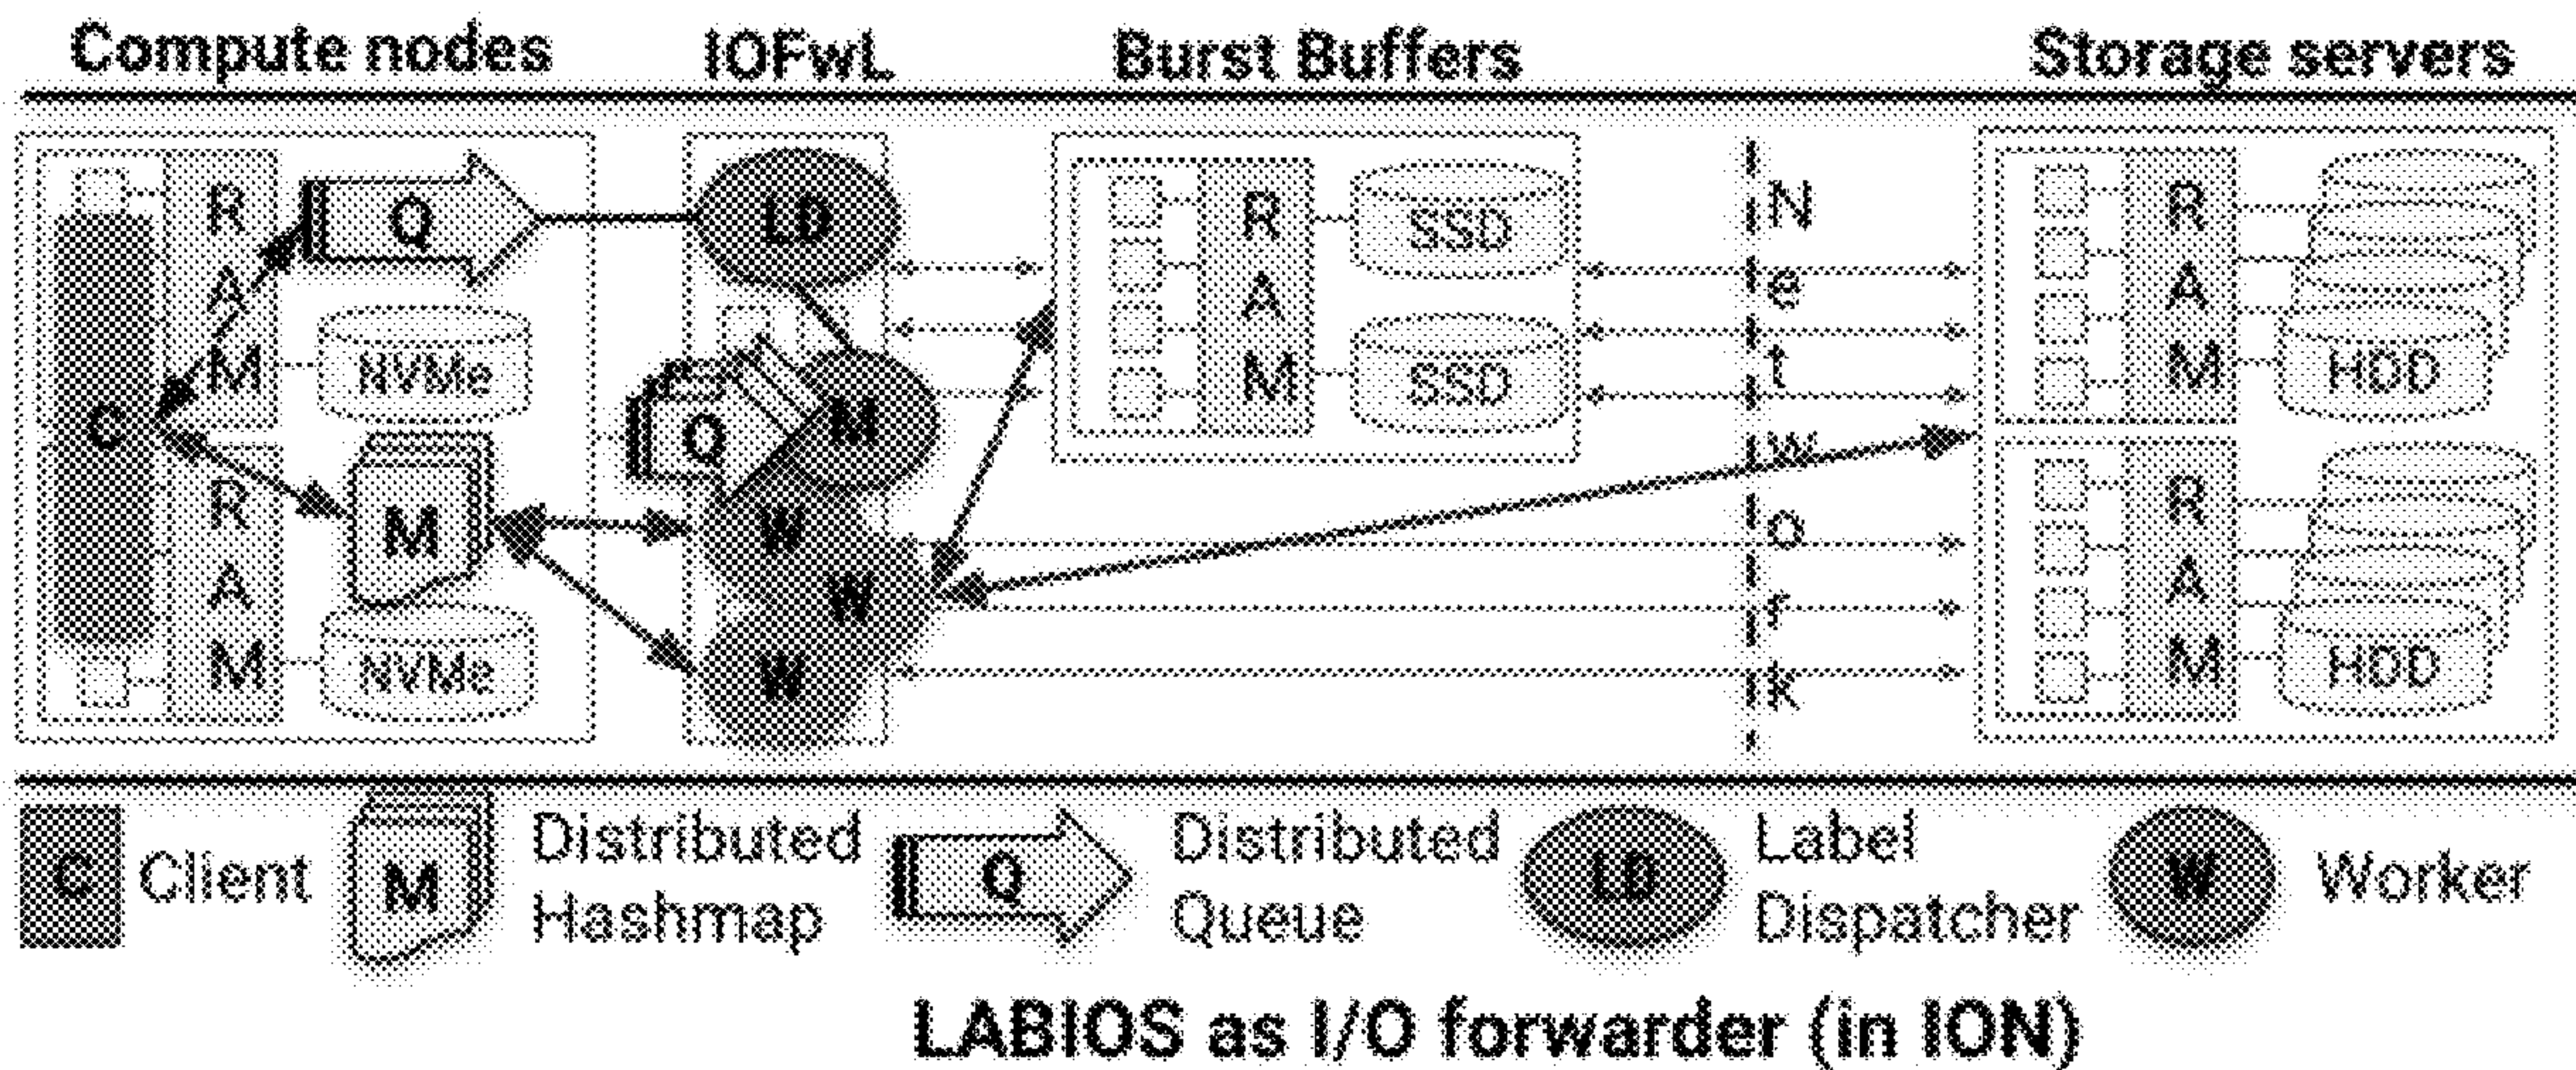 Compute nodes IOFwL Burst Buffers Storage servers
C
R
A
M
Q
NVMe
R
A
M
M
NVMe
LD
Q
M
W
W
W
R
A
M
SSD
SSD
N
e
t
w
o
r
k
R
A
M
HDD
R
A
M
HDD
C Client
M Distributed
Hashmap
Q Distributed
Queue
LD Label
Dispatcher
W Worker
LABIOS as I/O forwarder (in ION)